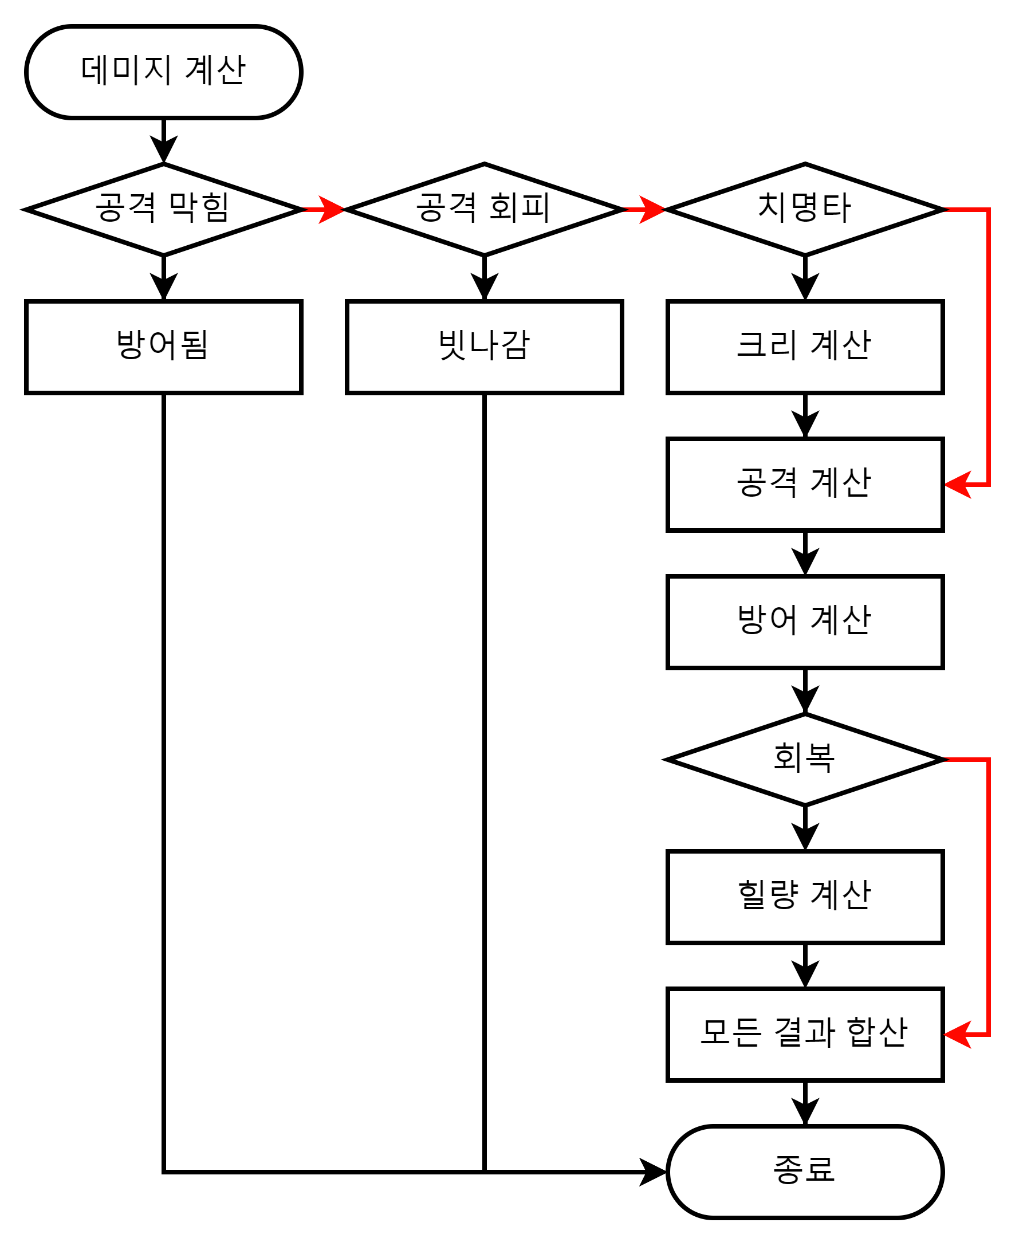 데미지 계산
공격 막힘
공격 회피
치명타
방어됨
빗나감
크리 계산
공격 계산
방어 계산
회복
힐량 계산
모든 결과 합산
종료